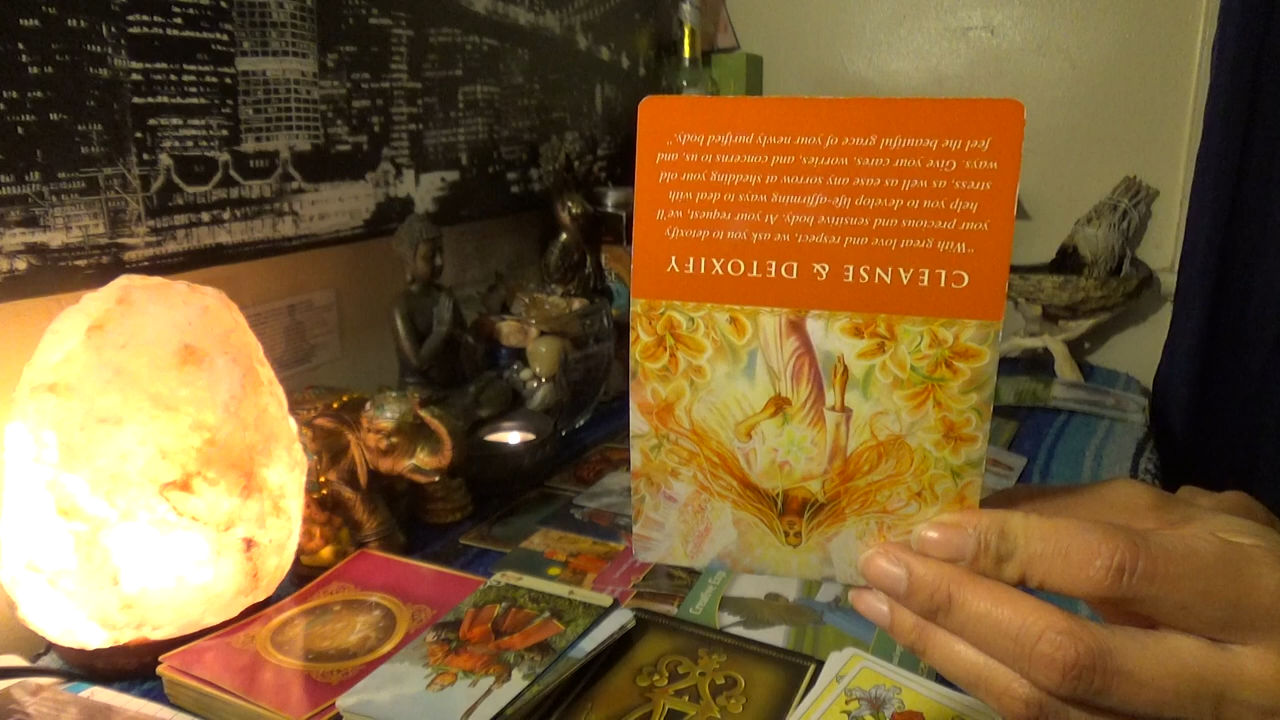 CLEANSE & DETOXIFY
"With great love and respect, we ask you to detoxify
your precious and sensitive body. At your request, we'll
help you to develop life-affirming ways to deal with
stress, as well as ease any sorrow at shedding your old
ways. Give your cares, worries, and concerns to us, and
feel the beautiful grace of your newly purified body."
Creative